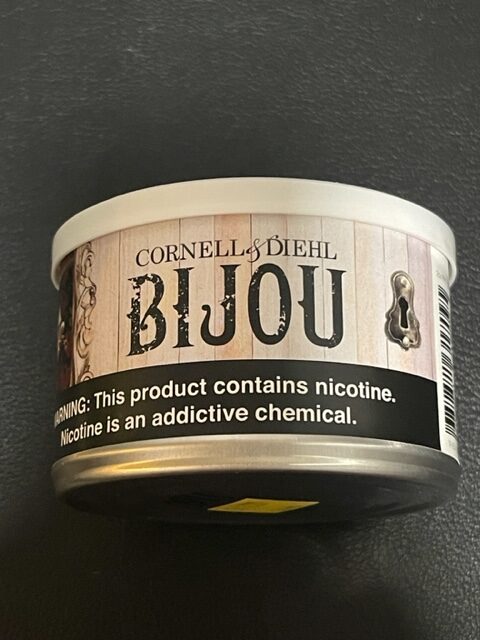 CORNELL & DIEHL
BIJOU
WARNING: This product contains nicotine.
Nicotine is an addictive chemical.